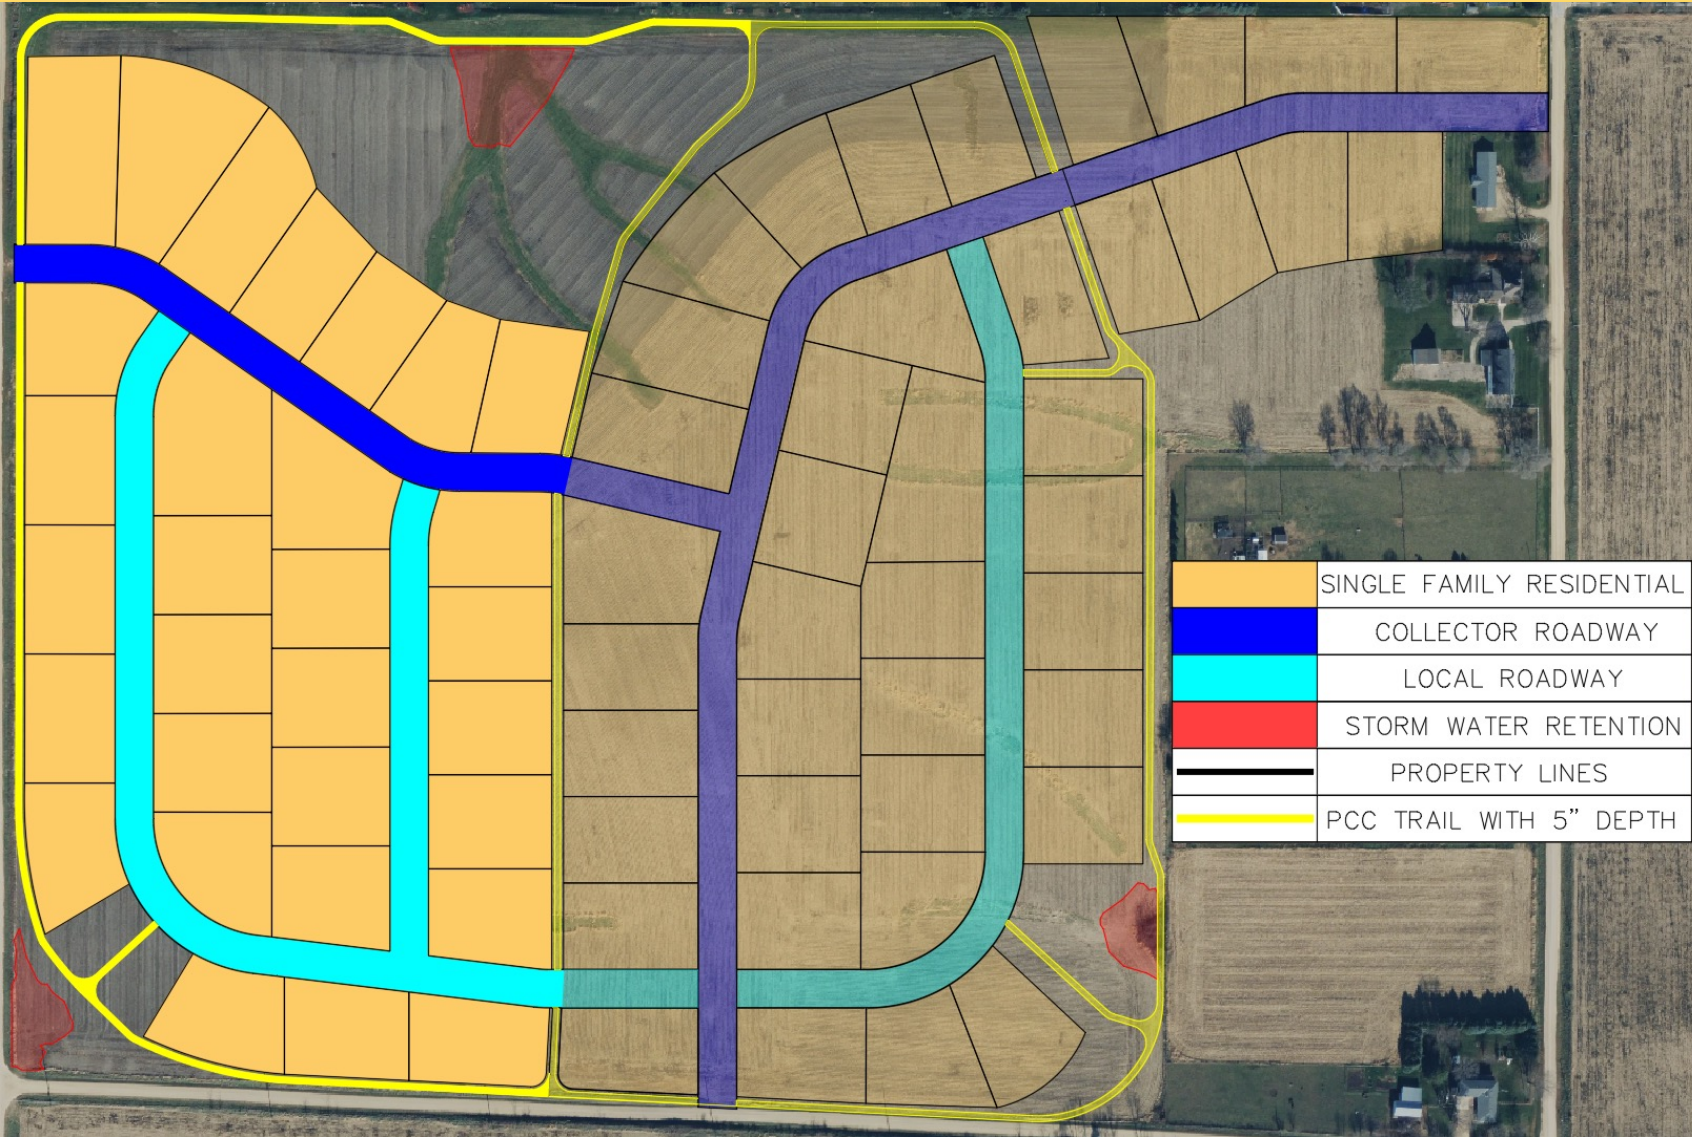 SINGLE FAMILY RESIDENTIAL
COLLECTOR ROADWAY
LOCAL ROADWAY
STORM WATER RETENTION
PROPERTY LINES
PCC TRAIL WITH 5” DEPTH